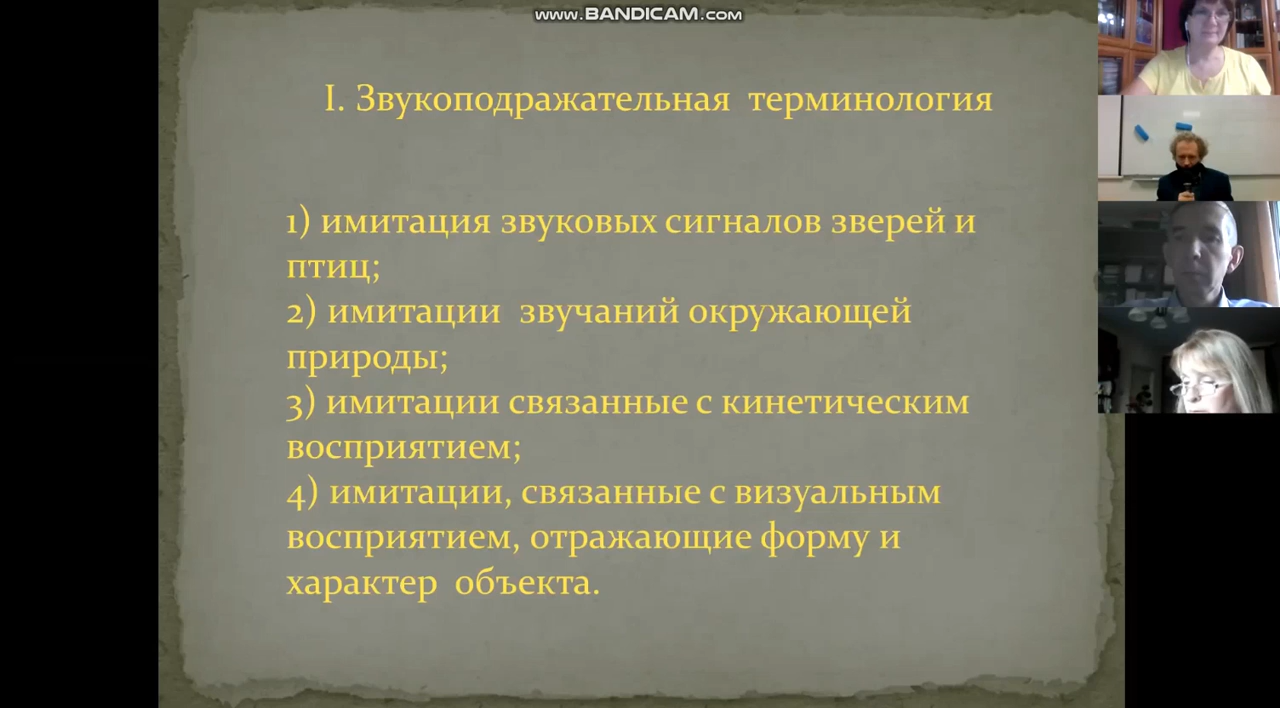 www.BANDICAM.com
I. Звукоподражательная терминология
1) имитация звуковых сигналов зверей и
птиц;
2) имитации звучаний окружающей
природы;
3) имитации связанные с кинетическим
восприятием;
4) имитации, связанные с визуальным
восприятием, отражающие форму и
характер объекта.